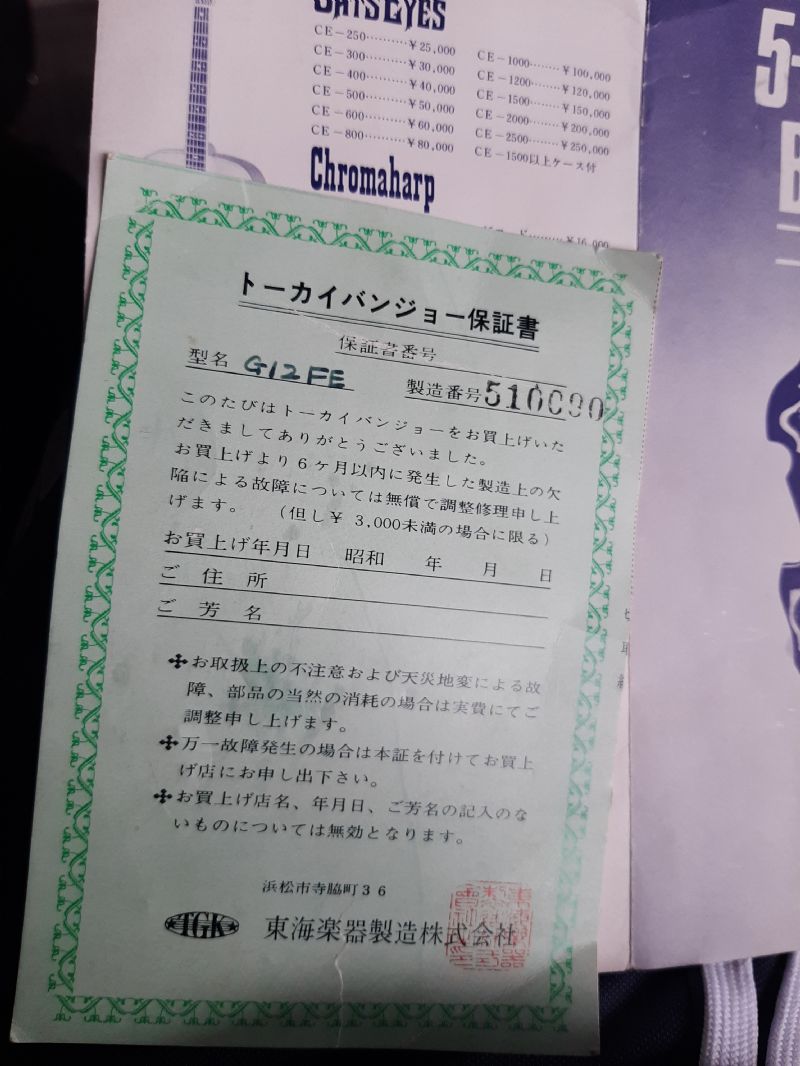 CATS EYES
CE-250..........¥25,000
CE-300..........¥30,000
CE-400..........¥40,000
CE-500..........¥50,000
CE-600..........¥60,000
CE-800..........¥80,000
CE-1000........¥100,000
CE-1200........¥120,000
CE-1500........¥150,000
CE-2000........¥200,000
CE-2500........¥250,000
CE-1500以上ケース付
Chromaharp
¥16,000
5-
トーカイバンジョー保証書
保証書番号
型名 G12FE 製造番号 510090
このたびはトーカイバンジョーをお買上げいた
だきましてありがとうございました。
お買上げより6ヶ月以内に発生した製造上の欠
陥による故障については無償で調整修理申し上
げます。 (但し¥ 3,000未満の場合に限る)
お買上げ年月日 昭和 年 月 日
ご住所
ご芳名
お取扱上の不注意および天災地変による故
障、部品の当然の消耗の場合は実費にてご
調整申し上げます。
万一故障発生の場合は本証を付けてお買上
げ店にお申し出下さい。
お買上げ店名、年月日、ご芳名の記入のな
いものについては無効となります。
浜松市寺脇町36
TGK 東海楽器製造株式会社